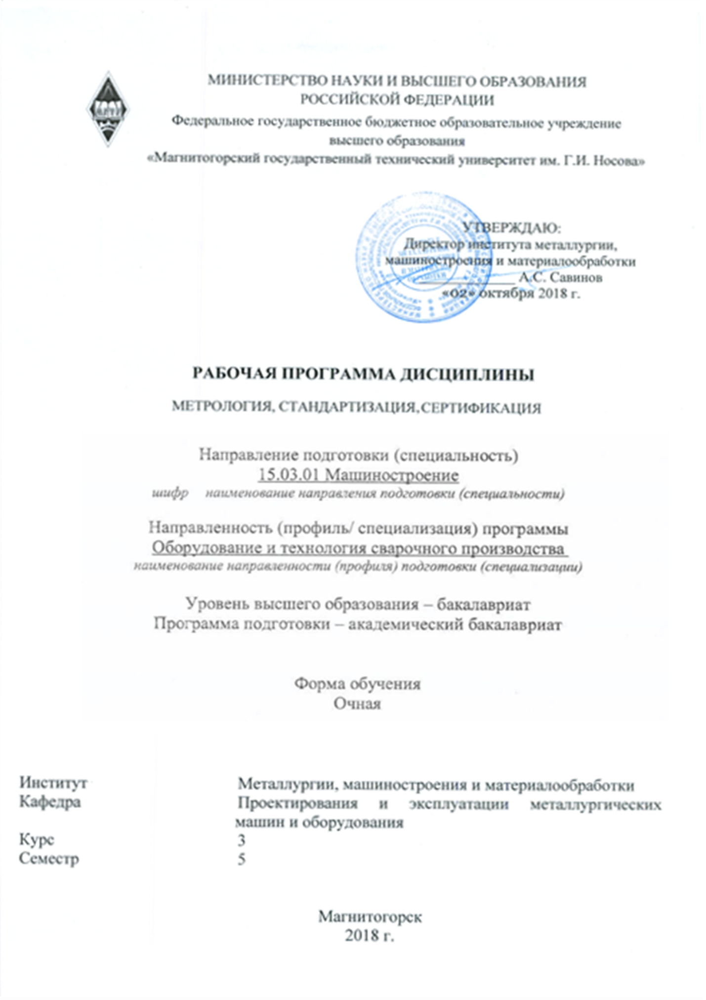 МИНИСТЕРСТВО НАУКИ И ВЫСШЕГО ОБРАЗОВАНИЯ
РОССИЙСКОЙ ФЕДЕРАЦИИ
Федеральное государственное бюджетное образовательное учреждение
высшего образования
«Магнитогорский государственный технический университет им. Г.И. Носова»
УТВЕРЖДАЮ:
Директор института металлургии,
машиностроения и материалообработки
А.С. Савинов
«02» октября 2018 г.
РАБОЧАЯ ПРОГРАММА ДИСЦИПЛИНЫ
МЕТРОЛОГИЯ, СТАНДАРТИЗАЦИЯ, СЕРТИФИКАЦИЯ
Направление подготовки (специальность)
15.03.01 Машиностроение
шифр наименование направления подготовки (специальности)
Направленность (профиль/ специализация) программы
Оборудование и технология сварочного производства
наименование направленности (профиля) подготовки (специализации)
Уровень высшего образования – бакалавриат
Программа подготовки – академический бакалавриат
Форма обучения
Очная
Институт Металлургии, машиностроения и материалообработки
Кафедра Проектирования и эксплуатации металлургических
машин и оборудования
Курс 3
Семестр 5
Магнитогорск
2018 г.